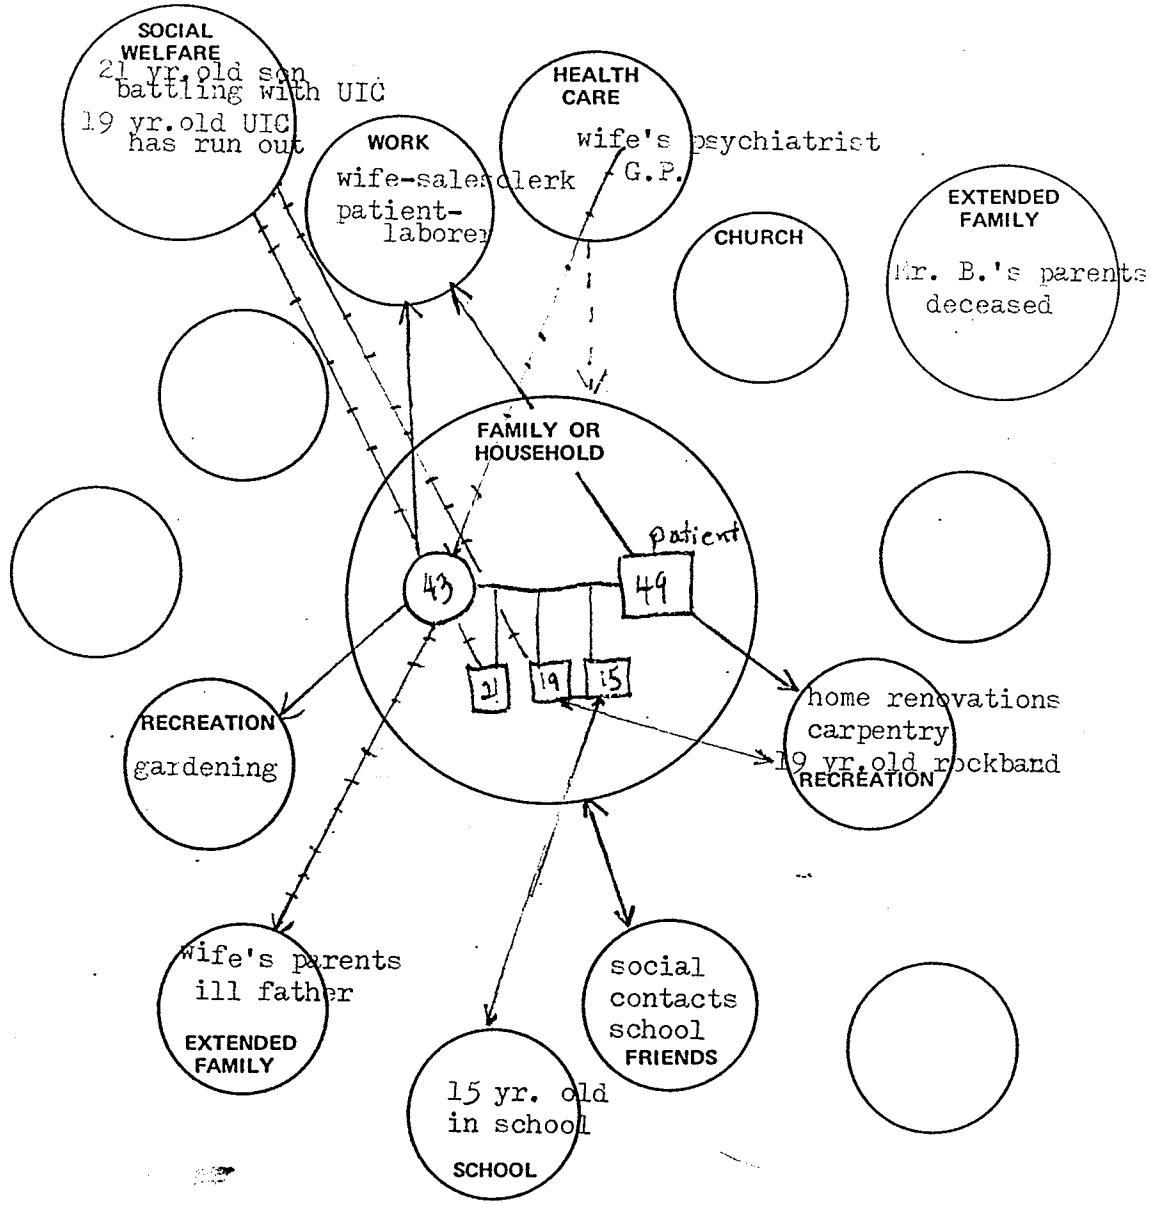 SOCIAL
WELFARE
21 yr.old son
battling with UIC
19 yr.old UIC
has run out
WORK
wife-salesclerk
patient-
laborer
HEALTH
CARE
wife's psychiatrist
G.P.
CHURCH
EXTENDED
FAMILY
Mr. B.'s parents
deceased
FAMILY OR
HOUSEHOLD
patient
43
49
21
19
15
RECREATION
gardening
home renovations
carpentry
19 yr.old rockband
RECREATION
wife's parents
ill father
EXTENDED
FAMILY
social
contacts
school
FRIENDS
15 yr. old
in school
SCHOOL